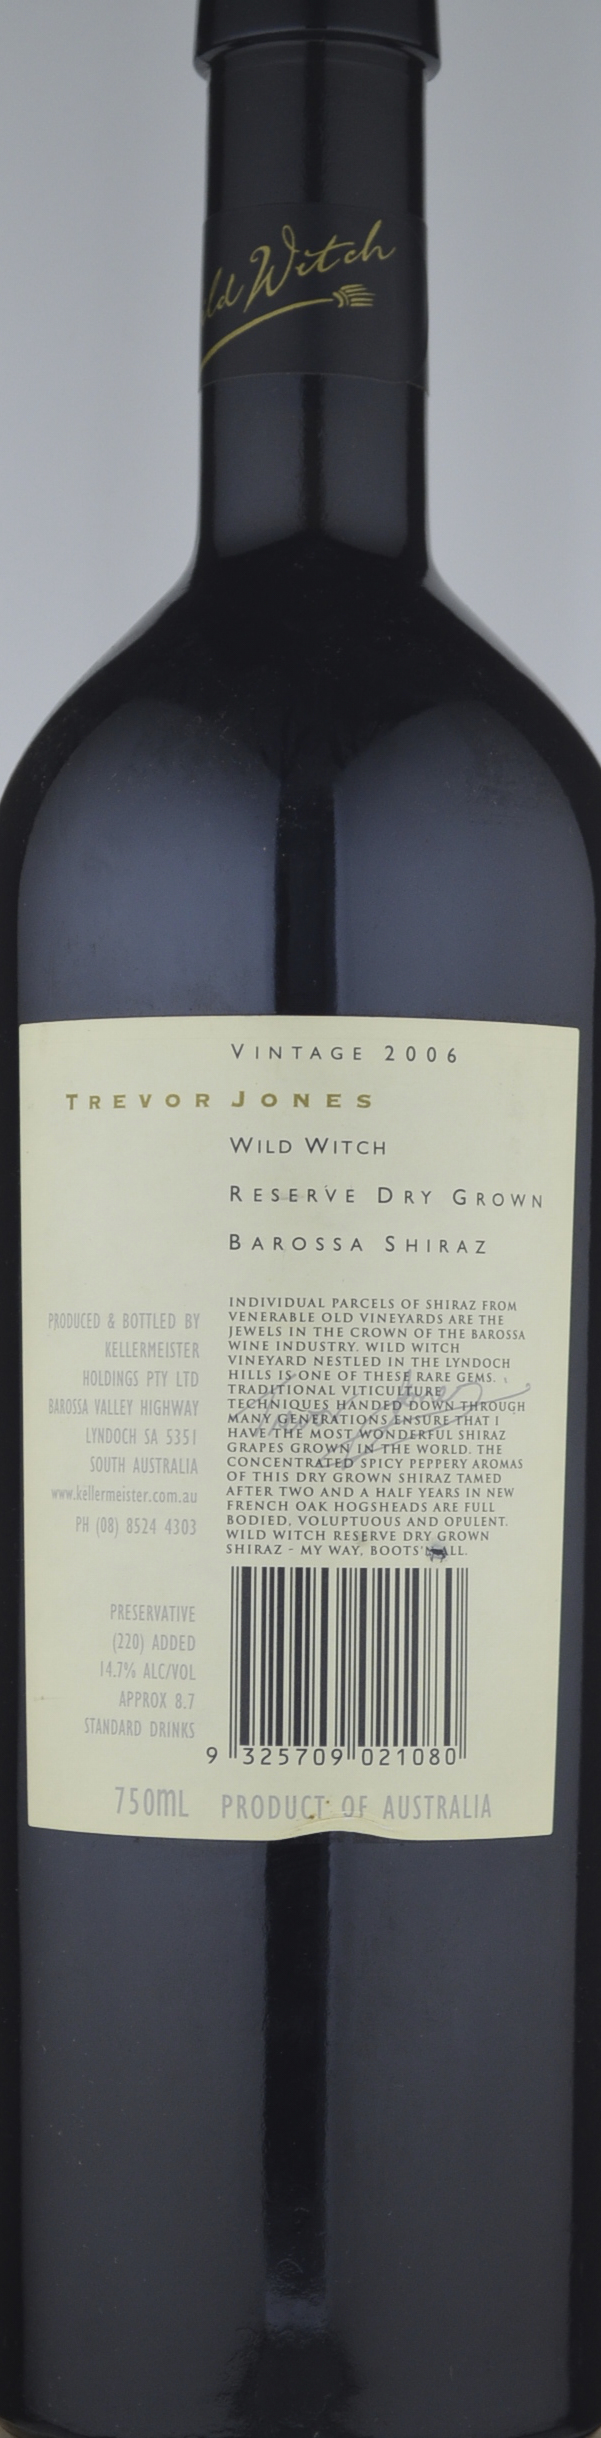 Witch
VINTAGE 2006
TREVOR JONES
WILD WITCH
RESERVE DRY GROWN
BAROSSA SHIRAZ
PRODUCED & BOTTLED BY
KELLERMEISTER
HOLDINGS PTY LTD
BAROSSA VALLEY HIGHWAY
LYNDOCH SA 5351
SOUTH AUSTRALIA
www.kellermeister.com.au
PH (08) 8524 4303
PRESERVATIVE
(220) ADDED
14.7% ALC/VOL
APPROX 8.7
STANDARD DRINKS
INDIVIDUAL PARCELS OF SHIRAZ FROM
VENERABLE OLD VINEYARDS ARE THE
JEWELS IN THE CROWN OF THE BAROSSA
WINE INDUSTRY. WILD WITCH
VINEYARD NESTLED IN THE LYNDOCH
HILLS IS ONE OF THESE RARE GEMS.
TRADITIONAL VITICULTURE
TECHNIQUES HANDED DOWN THROUGH
MANY GENERATIONS ENSURE THAT I
HAVE THE MOST WONDERFUL SHIRAZ
GRAPES GROWN IN THE WORLD. THE
CONCENTRATED SPICY PEPPERY AROMAS
OF THIS DRY GROWN SHIRAZ TAMED
AFTER TWO AND A HALF YEARS IN NEW
FRENCH OAK HOGSHEADS ARE FULL
BODIED, VOLUPTUOUS AND OPULENT.
WILD WITCH RESERVE DRY GROWN
SHIRAZ - MY WAY, BOOTS'N'ALL.
Trevor Jones
9 325709 021080
750mL PRODUCT OF AUSTRALIA